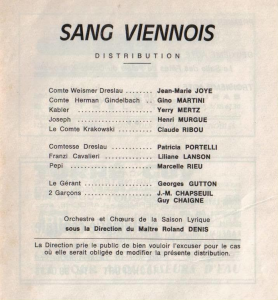 SANG VIENNOIS
DISTRIBUTION
Comtesse Weismer Dreslau ........ Jean-Marie JOYE
Comte Herman Gindelbach .. Gino MARTINI
Kabler ............ Yerry MERTZ
Joseph ............ Henri MURGUE
Le Comte Krakowski ........ Claude RIBOU
Comtesse Dreslau ........ Patricia PORTELLI
Franzi Cavalieri ........ Liliane LANSON
Pepi ............ Marcelle RIEU
Le Gérant ............ Georges GUTTON
2 Garçons ............ J.-M. CHAPSEUIL
Guy CHAIGNE
Orchestre et Chœurs de la Saison Lyrique
sous la Direction du Maître Roland DENIS
La Direction prie le public de bien vouloir l'excuser pour le cas
où elle serait obligée de modifier la présente distribution.